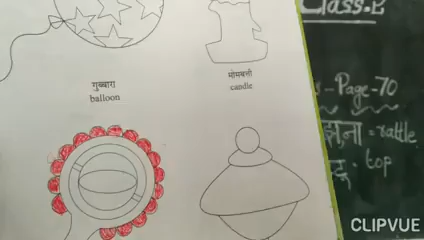 Class. L
गुब्बारा
balloon
मोमबत्ती
candle
-Page-70
= rattle
top
CLIPVUE